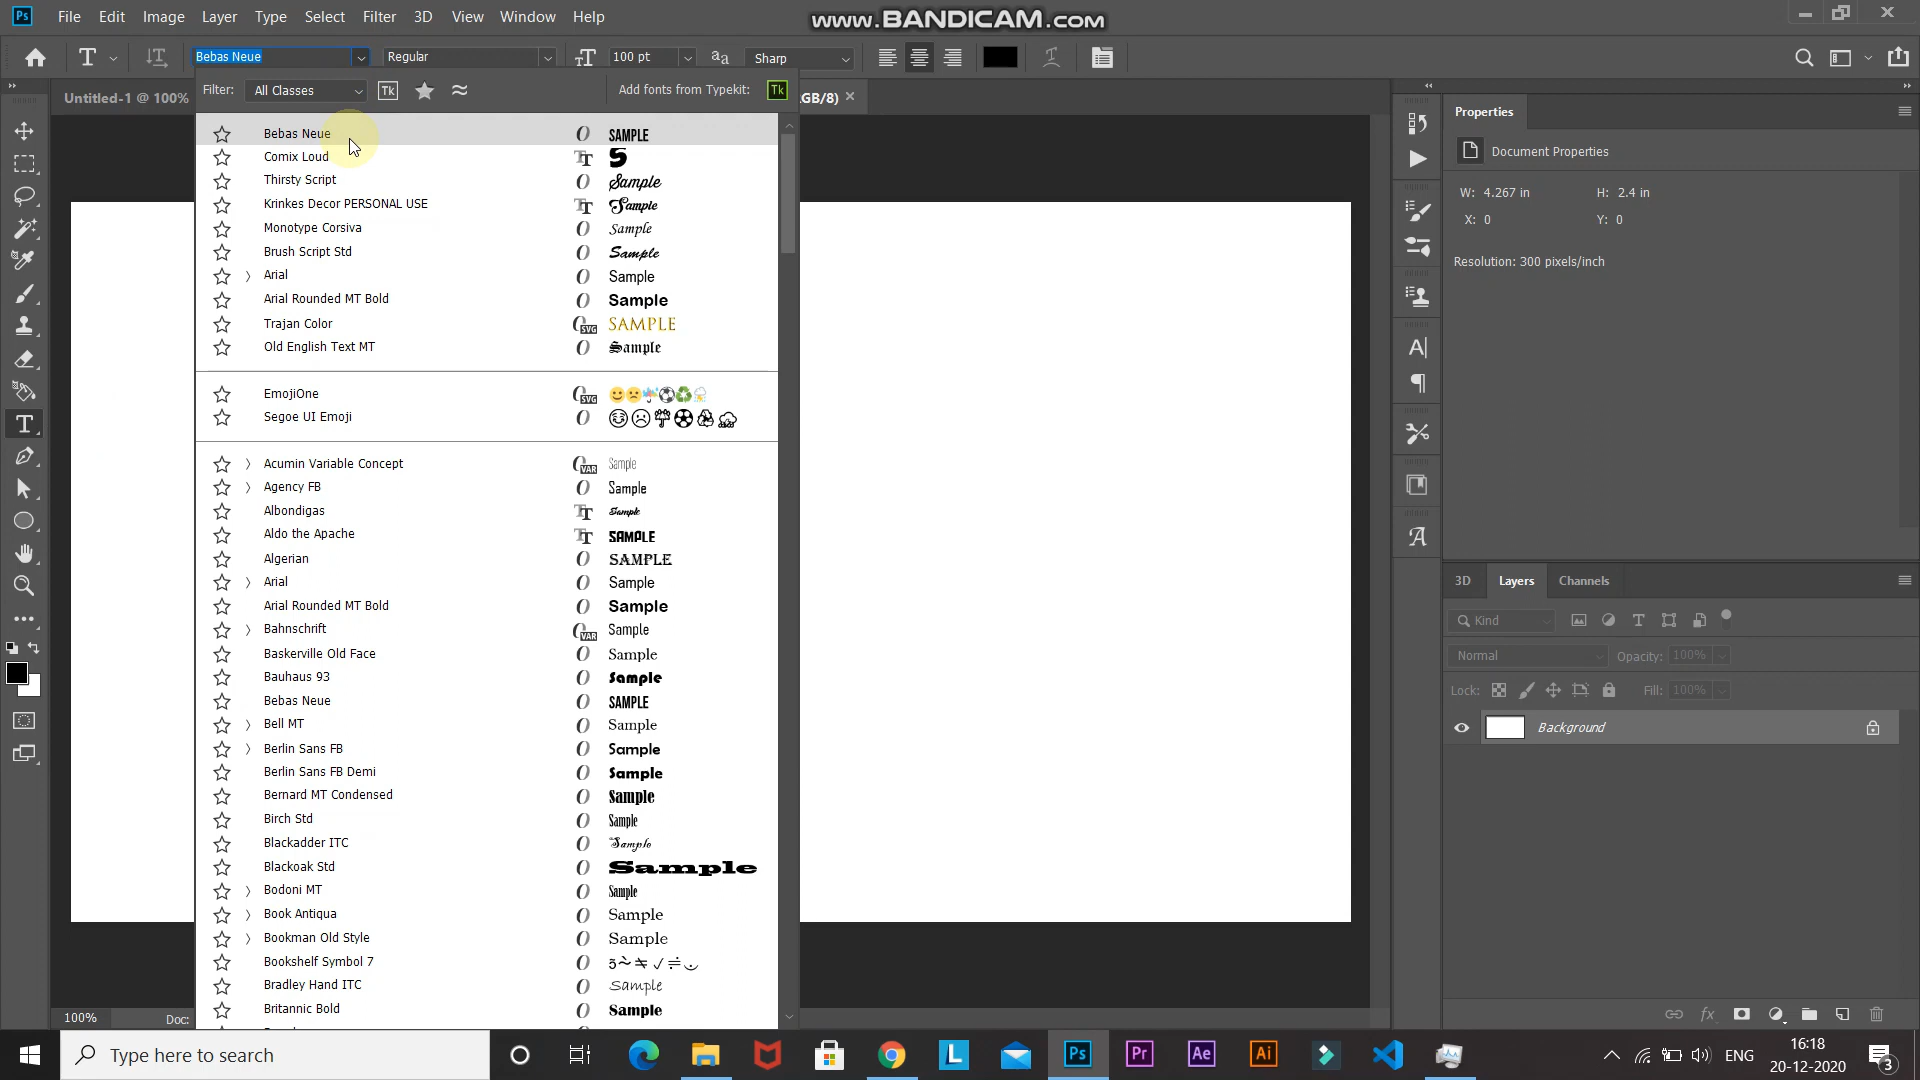 File Edit Image Layer Type Select Filter 3D View Window Help
www.BANDICAM.com
Bebas Neue Regular 100 pt Sharp
Filter: All Classes Tk Add fonts from Typekit: Tk
Untitled-1 @ 100%
GB/8)
Bebas Neue SAMPLE
Comix Loud S
Thirsty Script Sample
Krinkes Decor PERSONAL USE Sample
Monotype Corsiva Sample
Brush Script Std Sample
Arial Sample
Arial Rounded MT Bold Sample
Trajan Color SAMPLE
Old English Text MT Sample
EmojiOne
Segoe UI Emoji
Acumin Variable Concept Sample
Agency FB Sample
Albondigas Sample
Aldo the Apache SAMPLE
Algerian SAMPLE
Arial Sample
Arial Rounded MT Bold Sample
Bahnschrift Sample
Baskerville Old Face Sample
Bauhaus 93 Sample
Bebas Neue SAMPLE
Bell MT Sample
Berlin Sans FB Sample
Berlin Sans FB Demi Sample
Bernard MT Condensed Sample
Birch Std Sample
Blackadder ITC Sample
Blackoak Std Sample
Bodoni MT Sample
Book Antiqua Sample
Bookman Old Style Sample
Bookshelf Symbol 7
Bradley Hand ITC Sample
Britannic Bold Sample
Properties
Document Properties
W: 4.267 in H: 2.4 in
X: 0 Y: 0
Resolution: 300 pixels/inch
3D Layers Channels
Kind
Normal Opacity: 100%
Lock: Fill: 100%
Background
100% Doc:
Type here to search
ENG
16:18
20-12-2020
3